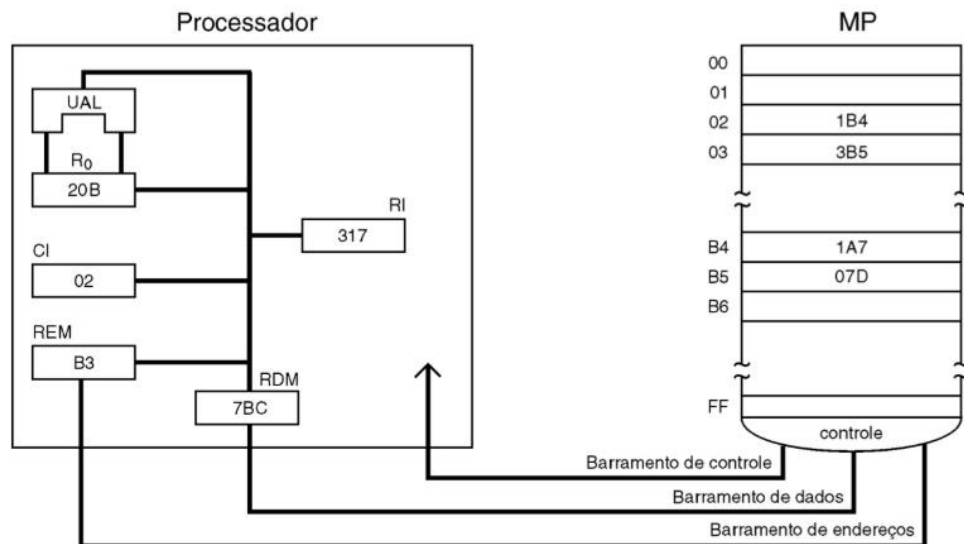 Processador
MP
UAL
R0
20B
RI
317
CI
02
REM
B3
RDM
7BC
00
01
02 1B4
03 3B5
B4 1A7
B5 07D
B6
FF
controle
Barramento de controle
Barramento de dados
Barramento de endereços